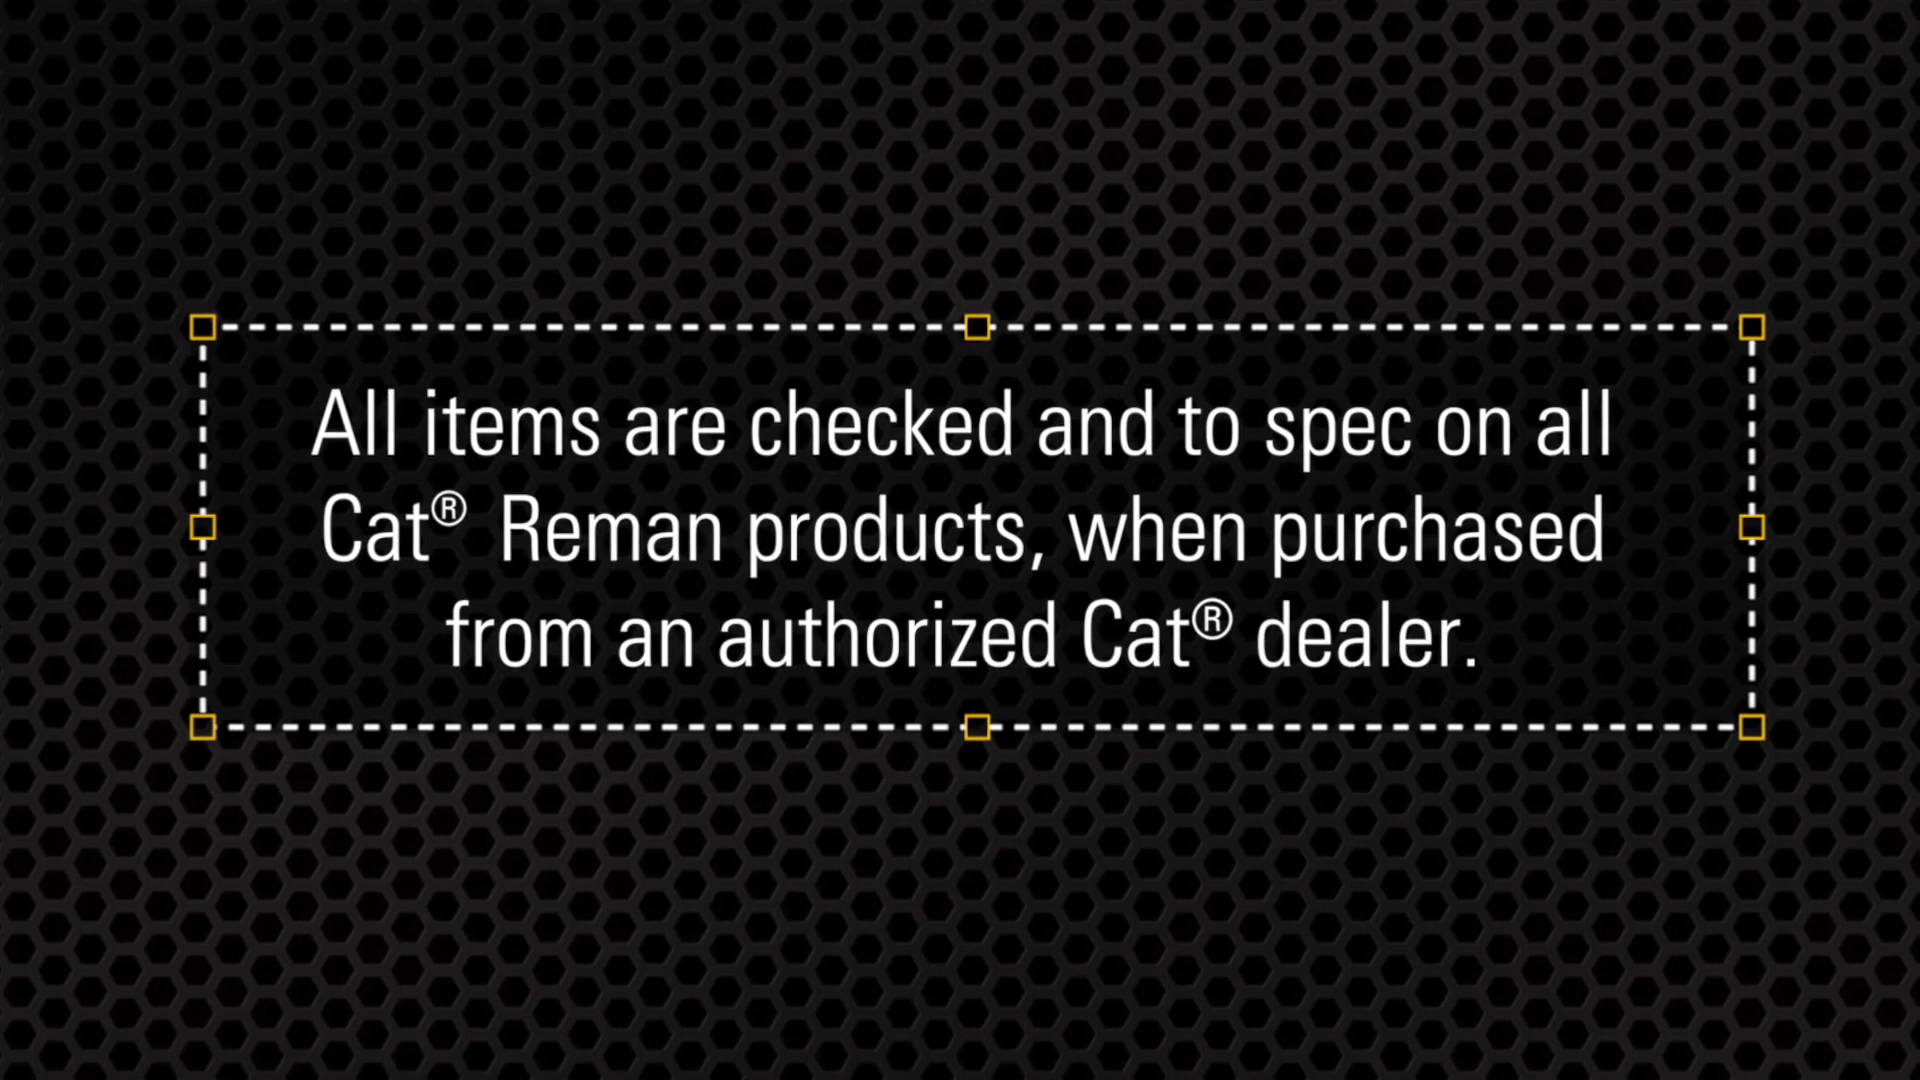 All items are checked and to spec on all
Cat® Reman products, when purchased
from an authorized Cat® dealer.